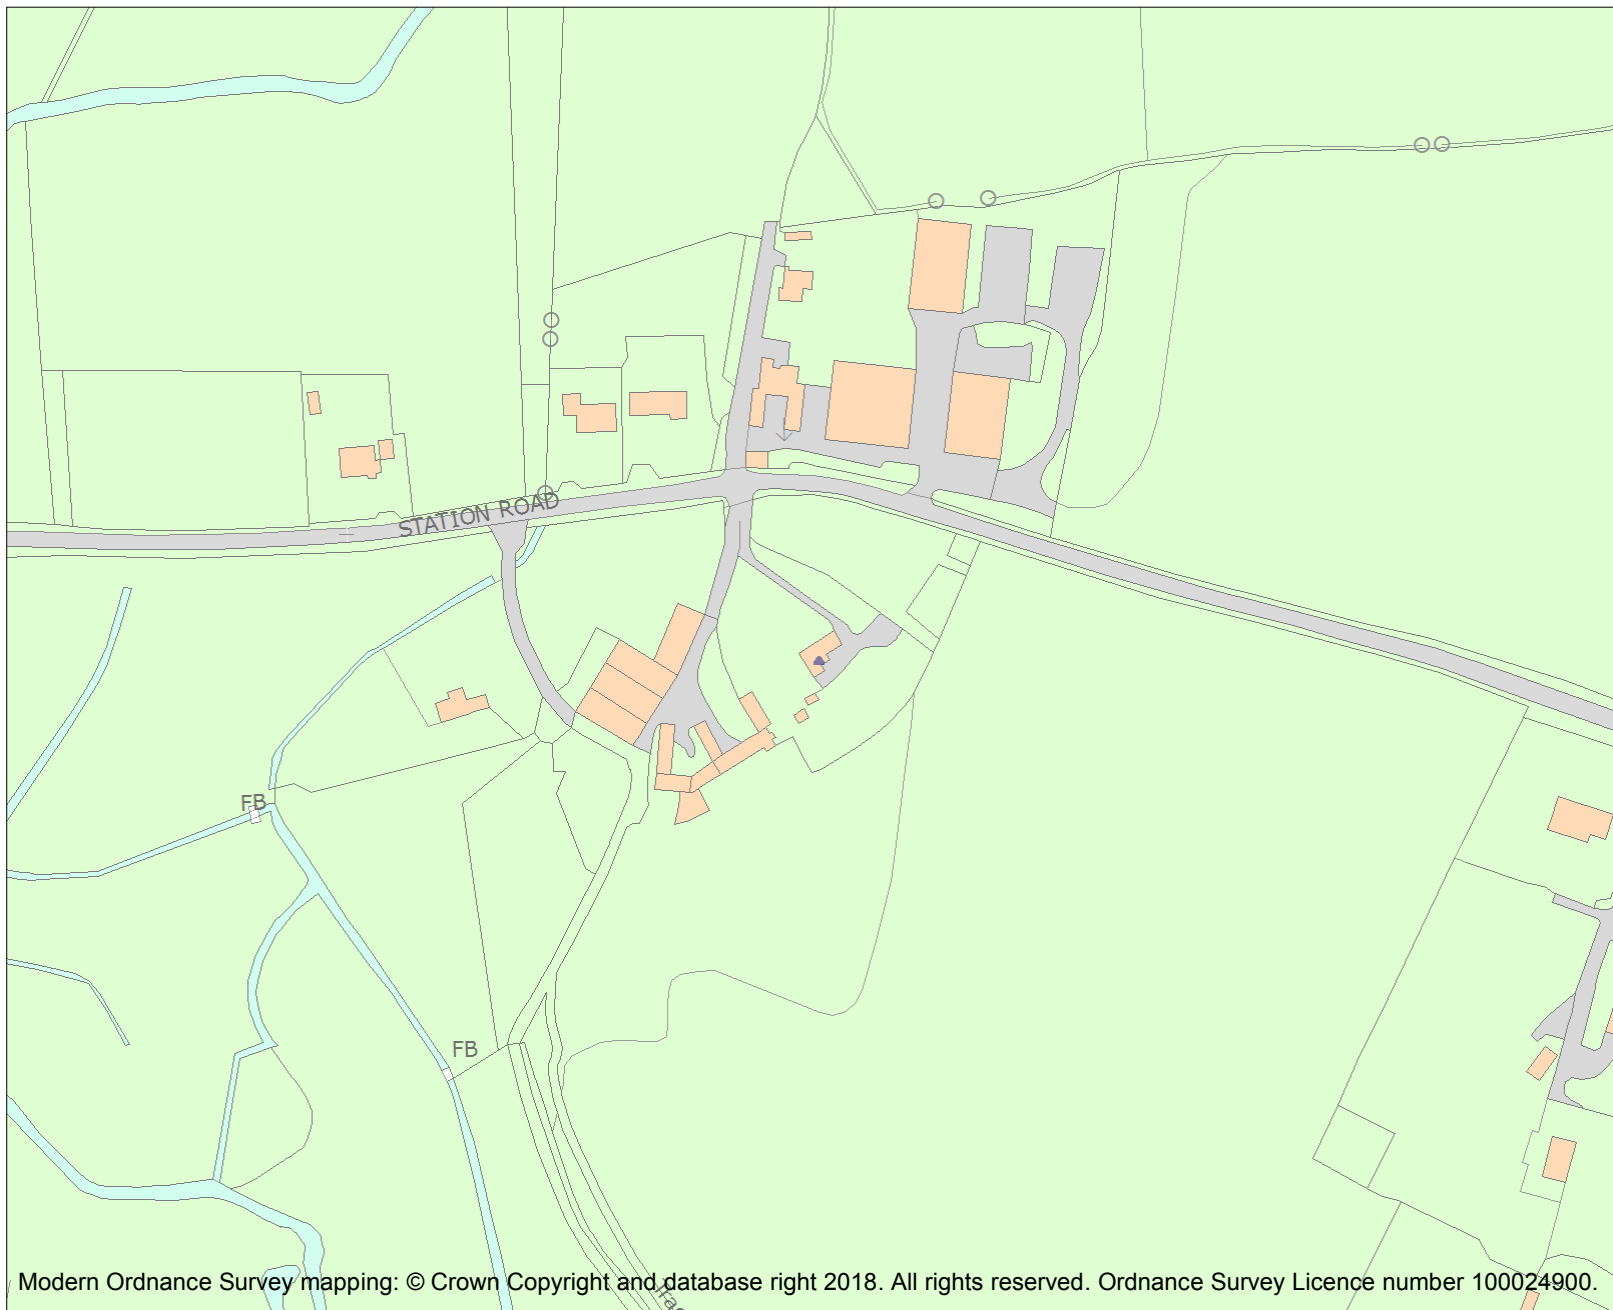 STATION ROAD
FB
FB
Modern Ordnance Survey mapping: © Crown Copyright and database right 2018. All rights reserved. Ordnance Survey Licence number 100024900.